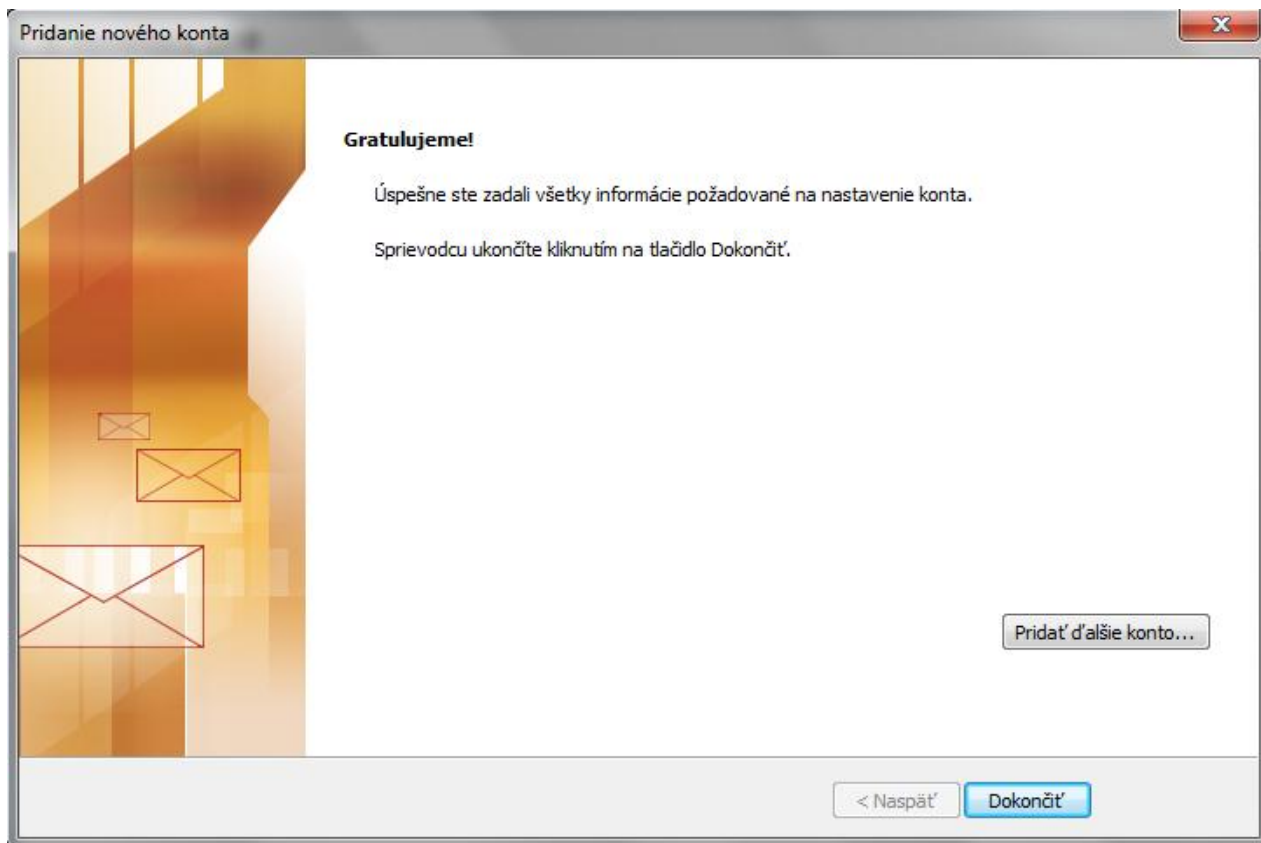 Pridanie nového konta
Gratulujeme!
Úspešne ste zadali všetky informácie požadované na nastavenie konta.
Sprievodcu ukončíte kliknutím na tlačidlo Dokončiť.
Pridať ďalšie konto...
< Naspäť Dokončiť